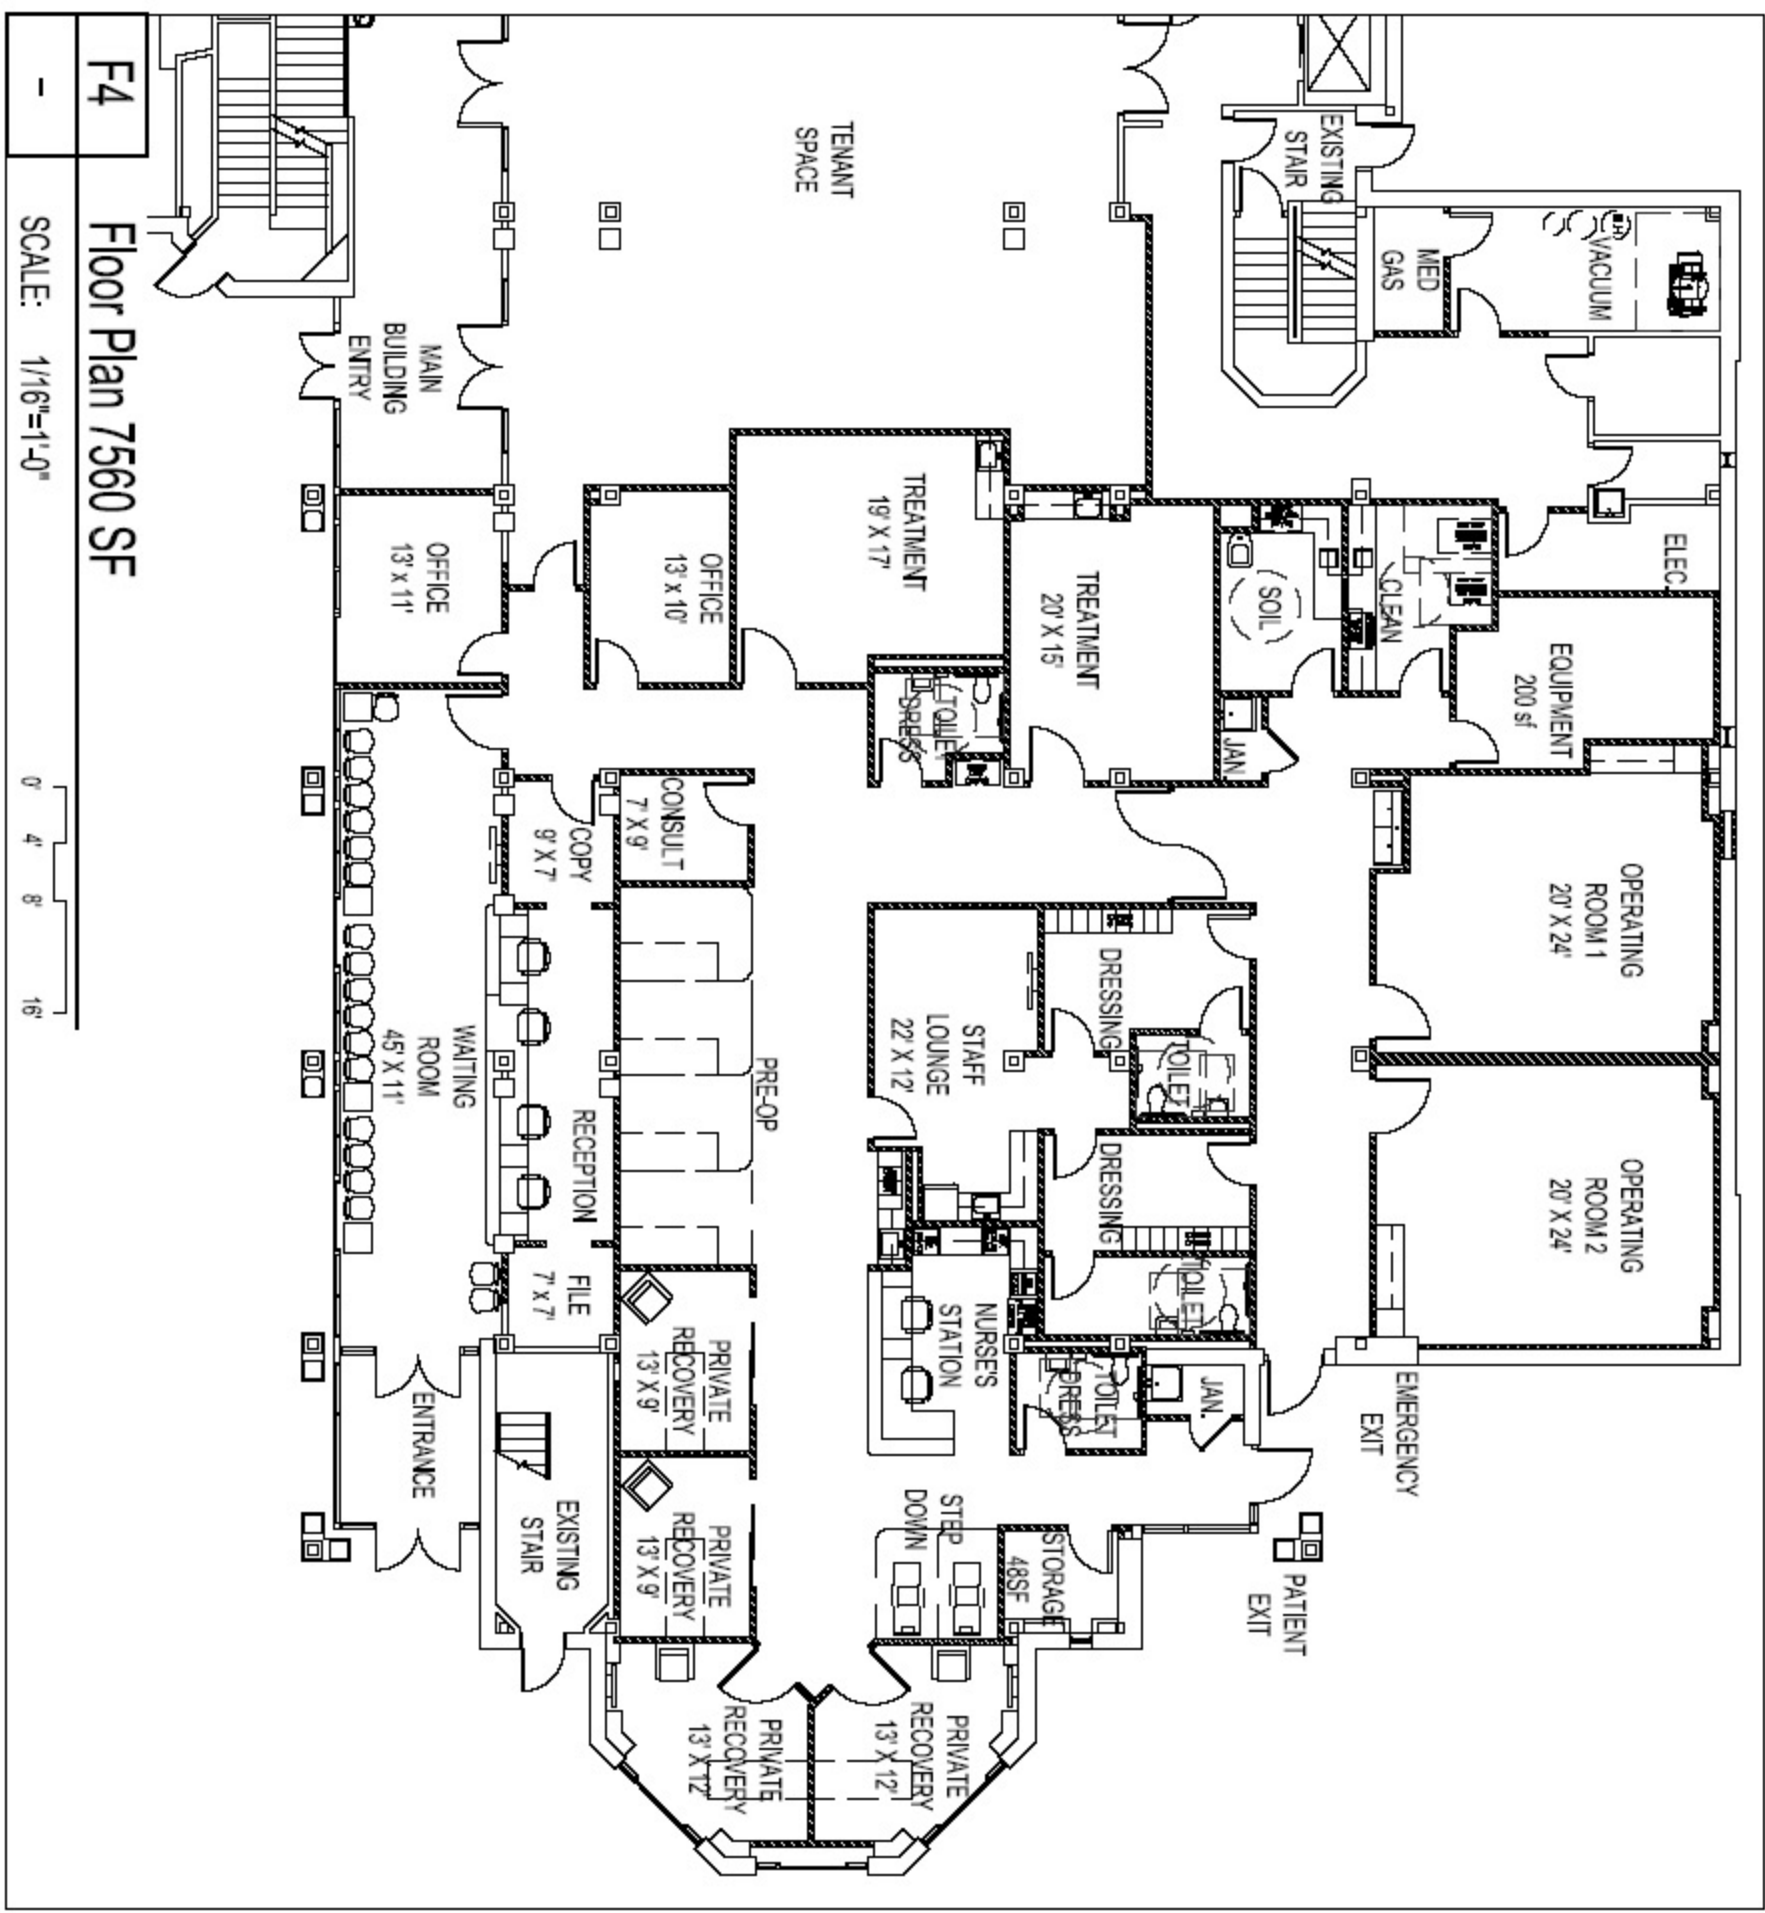 F4
-
Floor Plan 7560 SF
SCALE: 1/16"=1'-0"
0' 4' 8' 16'
TENANT
SPACE
EXISTING
STAIR
MED
GAS
VACUUM
MAIN
BUILDING
ENTRY
ELEC.
OFFICE
13' x 11'
OFFICE
13' x 10'
TREATMENT
19' X 17'
TREATMENT
20' X 15'
SOIL
CLEAN
EQUIPMENT
200 sf
TOILET
DRESS
JAN.
CONSULT
7' X 9'
COPY
9' X 7'
OPERATING
ROOM 1
20' X 24'
OPERATING
ROOM 2
20' X 24'
DRESSING
TOILET
STAFF
LOUNGE
22' X 12'
DRESSING
TOILET
PRE-OP
WAITING
ROOM
45' X 11'
RECEPTION
FILE
7' x 7'
NURSE'S
STATION
PRIVATE
RECOVERY
13' X 9'
TOILET
DRESS
JAN.
EMERGENCY
EXIT
ENTRANCE
EXISTING
STAIR
PRIVATE
RECOVERY
13' X 9'
STEP
DOWN
STORAGE
48SF
PATIENT
EXIT
PRIVATE
RECOVERY
13' X 12'
PRIVATE
RECOVERY
13' X 12'